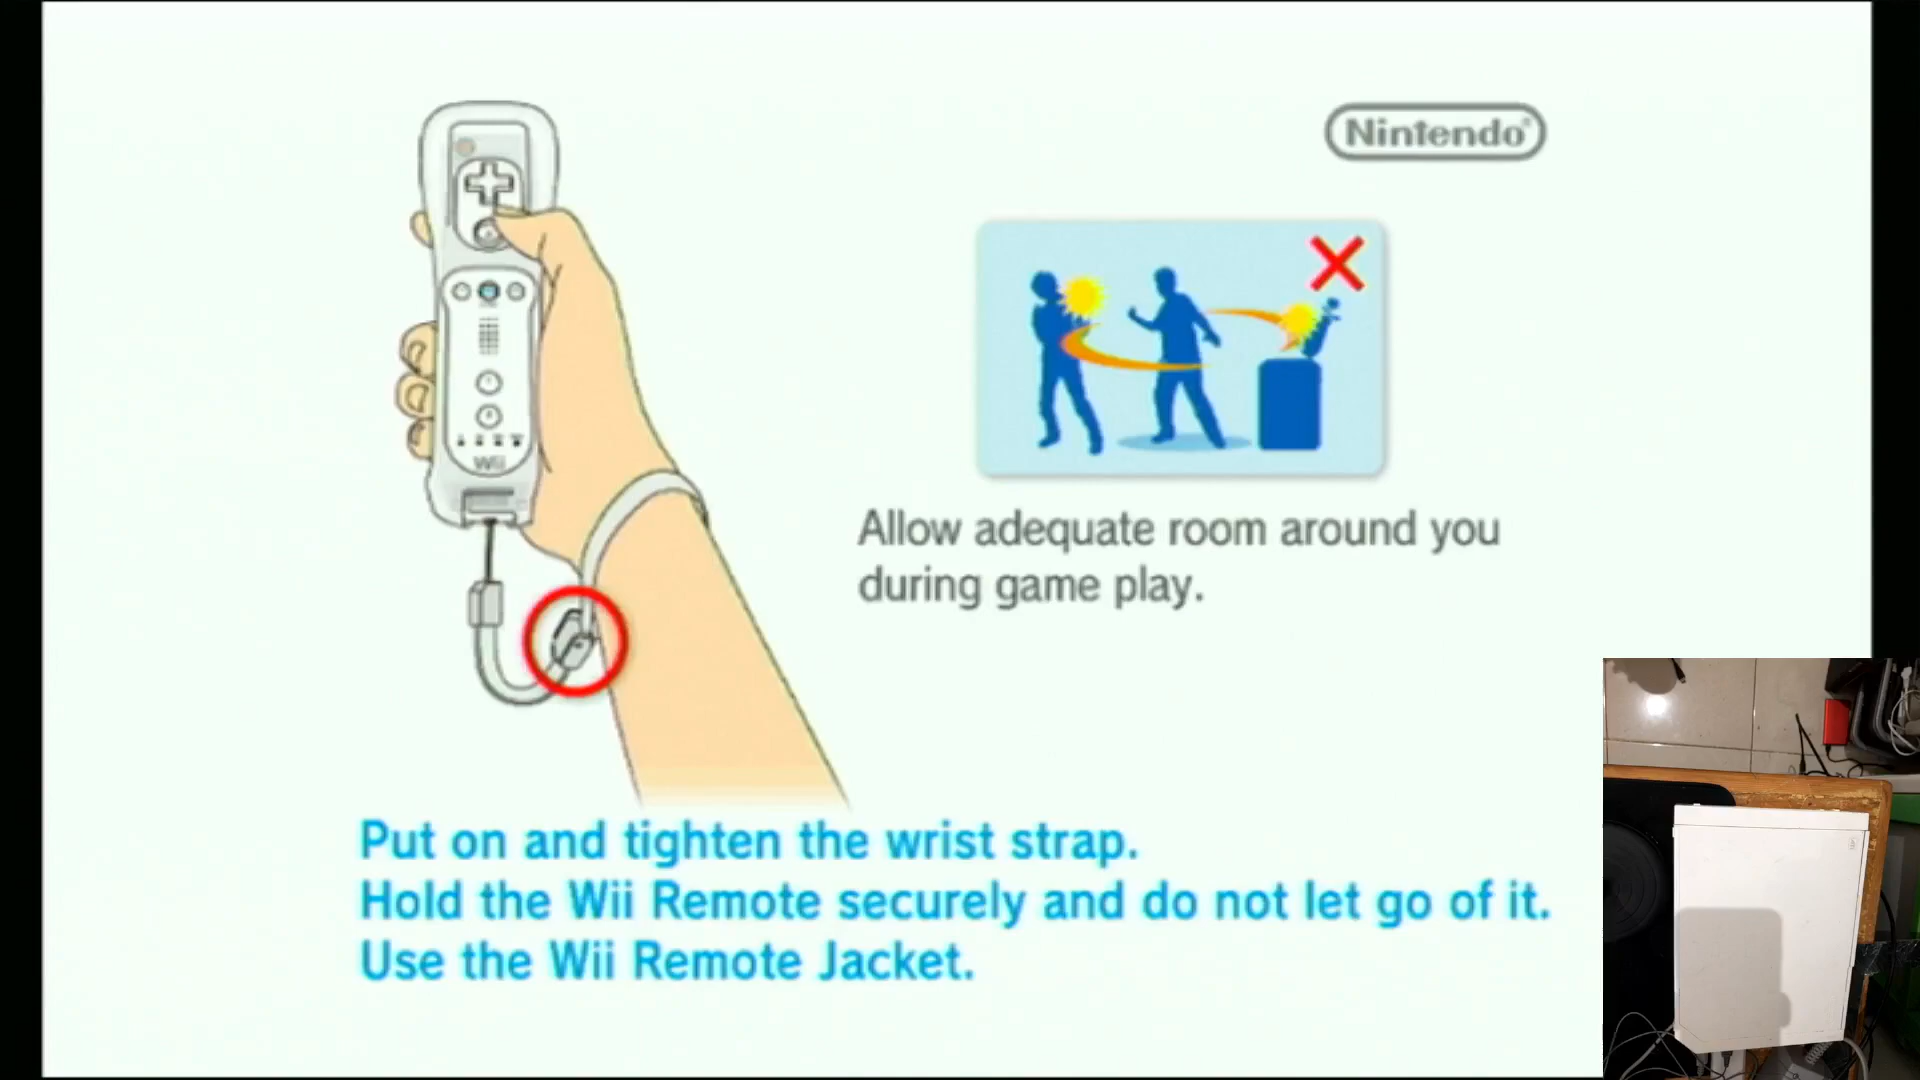 Nintendo®
Wii
Allow adequate room around you
during game play.
Put on and tighten the wrist strap.
Hold the Wii Remote securely and do not let go of it.
Use the Wii Remote Jacket.